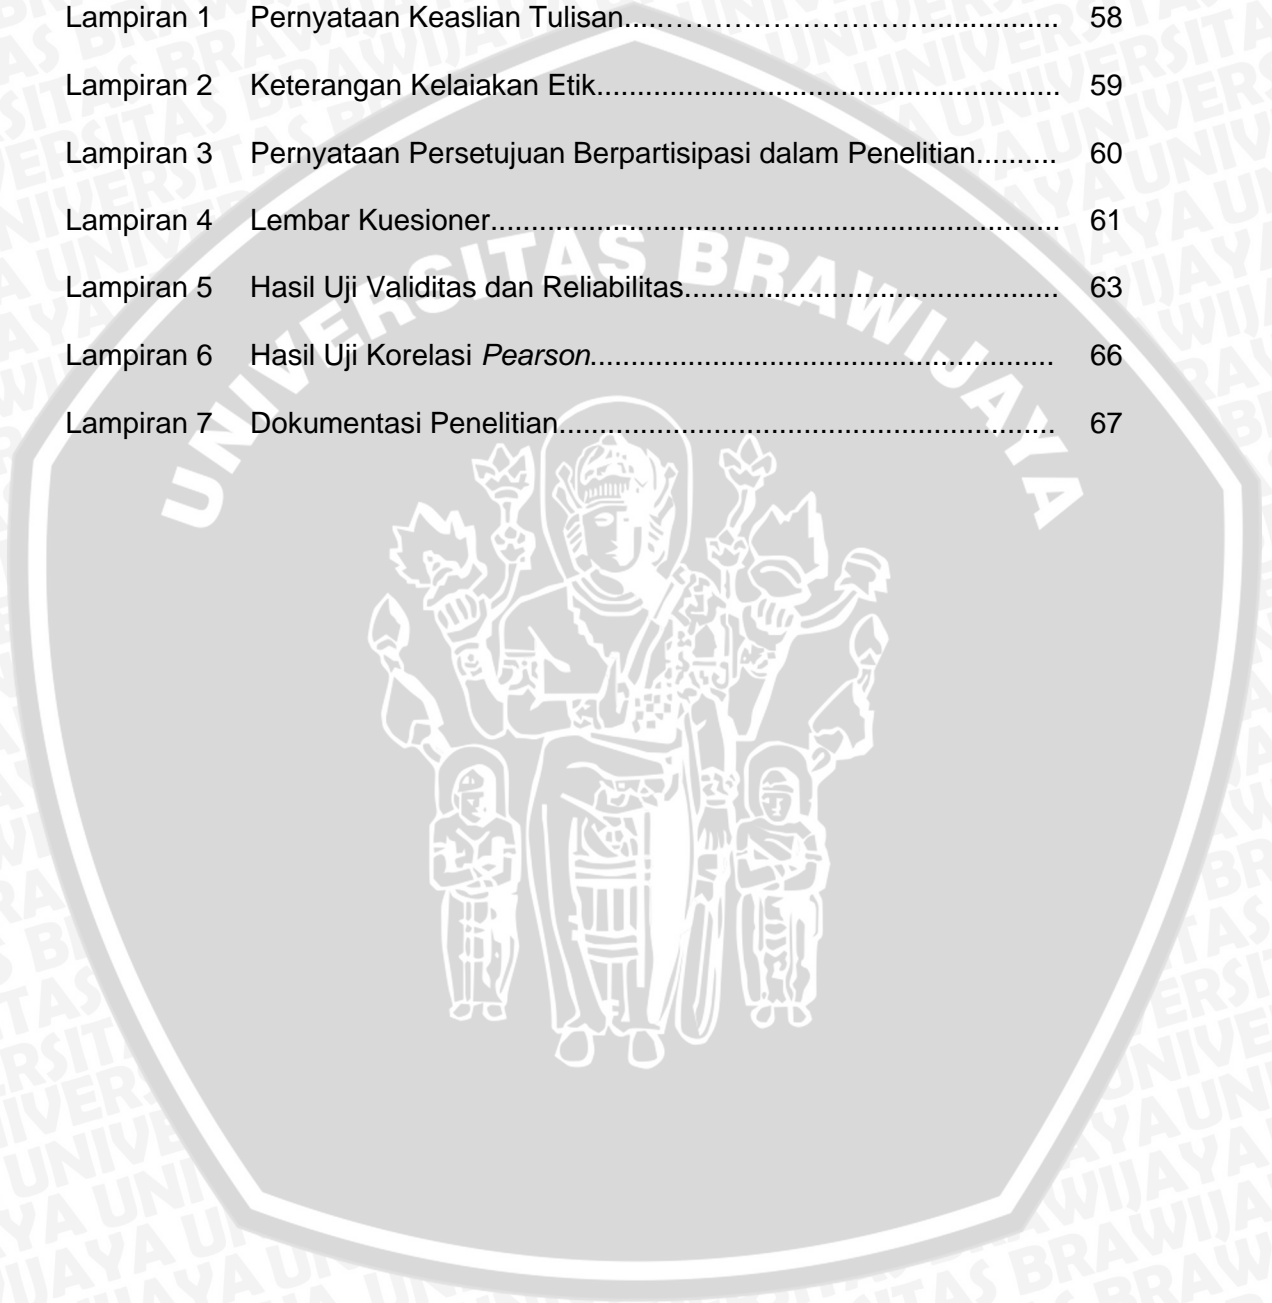 Lampiran 1 Pernyataan Keaslian Tulisan.....……………………….............. 58
Lampiran 2 Keterangan Kelaiakan Etik........................................................ 59
Lampiran 3 Pernyataan Persetujuan Berpartisipasi dalam Penelitian.......... 60
Lampiran 4 Lembar Kuesioner..................................................................... 61
Lampiran 5 Hasil Uji Validitas dan Reliabilitas............................................. 63
Lampiran 6 Hasil Uji Korelasi Pearson........................................................ 66
Lampiran 7 Dokumentasi Penelitian............................................................ 67
UNIVERSITAS BRAWIJAYA